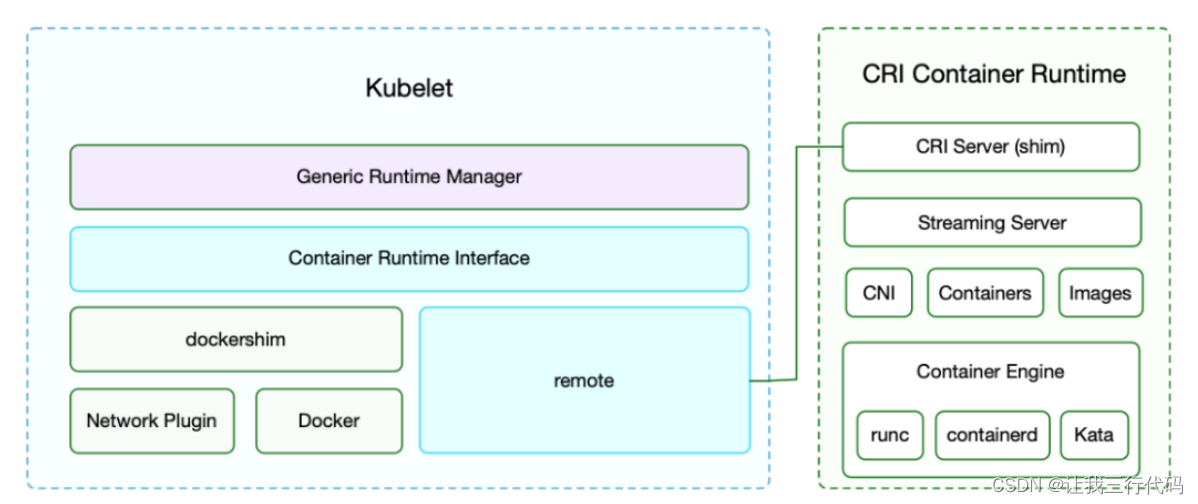 Kubelet
Generic Runtime Manager
Container Runtime Interface
dockershim
Network Plugin
Docker
remote
CRI Container Runtime
CRI Server (shim)
Streaming Server
CNI
Containers
Images
Container Engine
runc
containerd
Kata
CSDN @让我三行代码